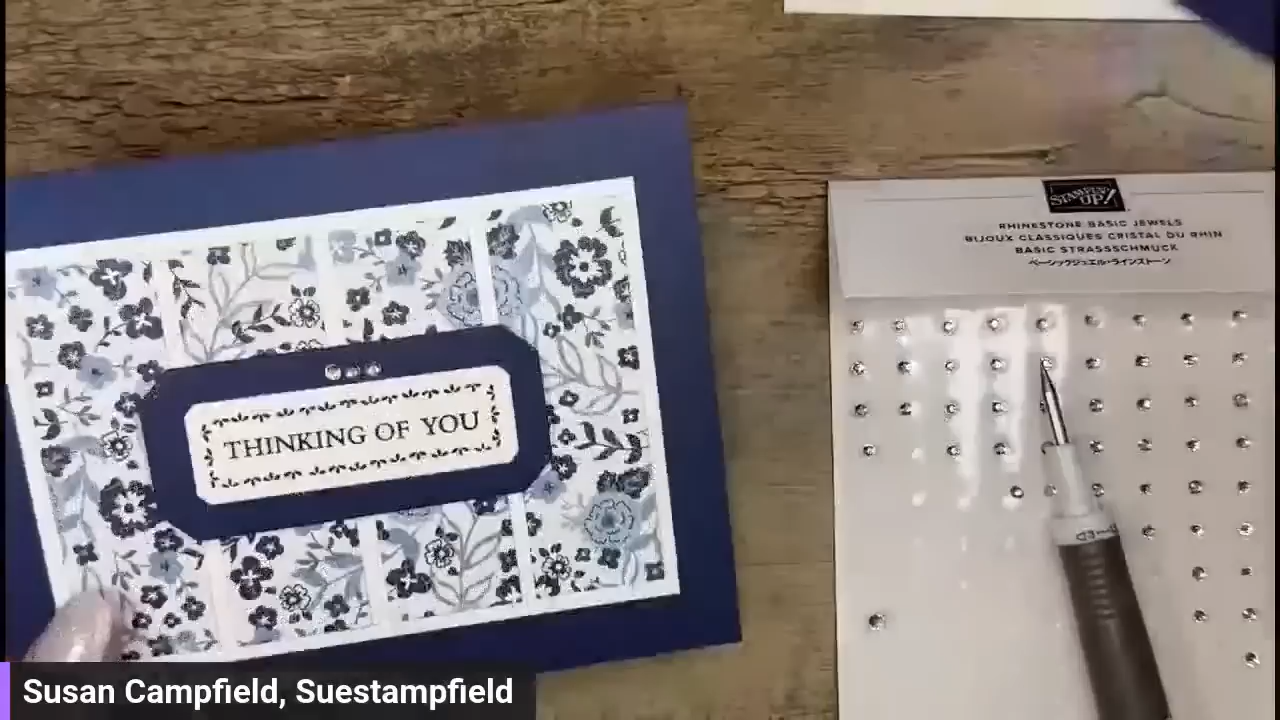 STAMPIN' UP!
RHINESTONE BASIC JEWELS
BIJOUX CLASSIQUES CRISTAL DU RHIN
BASIC STRASSSCHMUCK
ベーシックジュエル・ラインストーン
THINKING OF YOU
Susan Campfield, Suestampfield